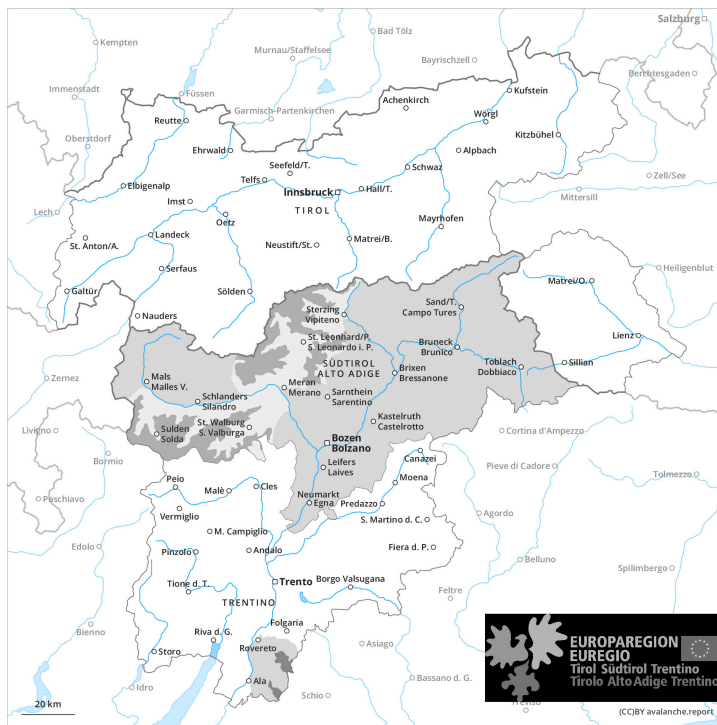 Salzburg
Kempten
Bad Tölz
Murnau/Staffelsee
Bayrischzell
Berchtesgaden
Immenstadt
Füssen
Garmisch-Partenkirchen
Achenkirch
Kufstein
Reutte
Wörgl
Oberstdorf
Ehrwald
Kitzbühel
Alpbach
Seefeld/T.
Schwaz
Telfs
Zell/See
Elbigenalp
Innsbruck
Hall/T.
Mittersill
Imst
TIROL
Lech
Oetz
Mayrhofen
Landeck
St. Anton/A.
Neustift/St.
Matrei/B.
Serfaus
Heiligenblut
Galtür
Sölden
Matrei/O.
Sand/T.
Campo Tures
Nauders
Sterzing
Vipiteno
Lienz
St. Leonhard/P.
S. Leonardo i. P.
Bruneck
Brunico
SÜDTIROL
ALTO ADIGE
Toblach
Dobbiaco
Sillian
Brixen
Bressanone
Zernez
Mals
Malles V.
Meran
Merano
Schlanders
Silandro
Sarnthein
Sarentino
St. Walburg
S. Valburga
Kastelruth
Castelrotto
Livigno
Sulden
Solda
Cortina d'Ampezzo
Bozen
Bolzano
Bormio
Canazei
Leifers
Laives
Pieve di Cadore
Tolmezzo
Peio
Malè
Cles
Moena
Poschiavo
Neumarkt
Egna
Predazzo
Vermiglio
S. Martino d. C.
Agordo
M. Campiglio
Edolo
Pinzolo
Andalo
Fiera d. P.
Belluno
Spilimbergo
Tione d. T.
Trento
Borgo Valsugana
Feltre
TRENTINO
Folgaria
Bienno
Riva d. G.
Rovereto
Asiago
Storo
Ala
Bassano d. G.
Idro
Schio
Treviso
EUROPAREGION
EUREGIO
Tirol Südtirol Trentino
Tirolo Alto Adige Trentino
20 km
(CC)BY avalanche.report